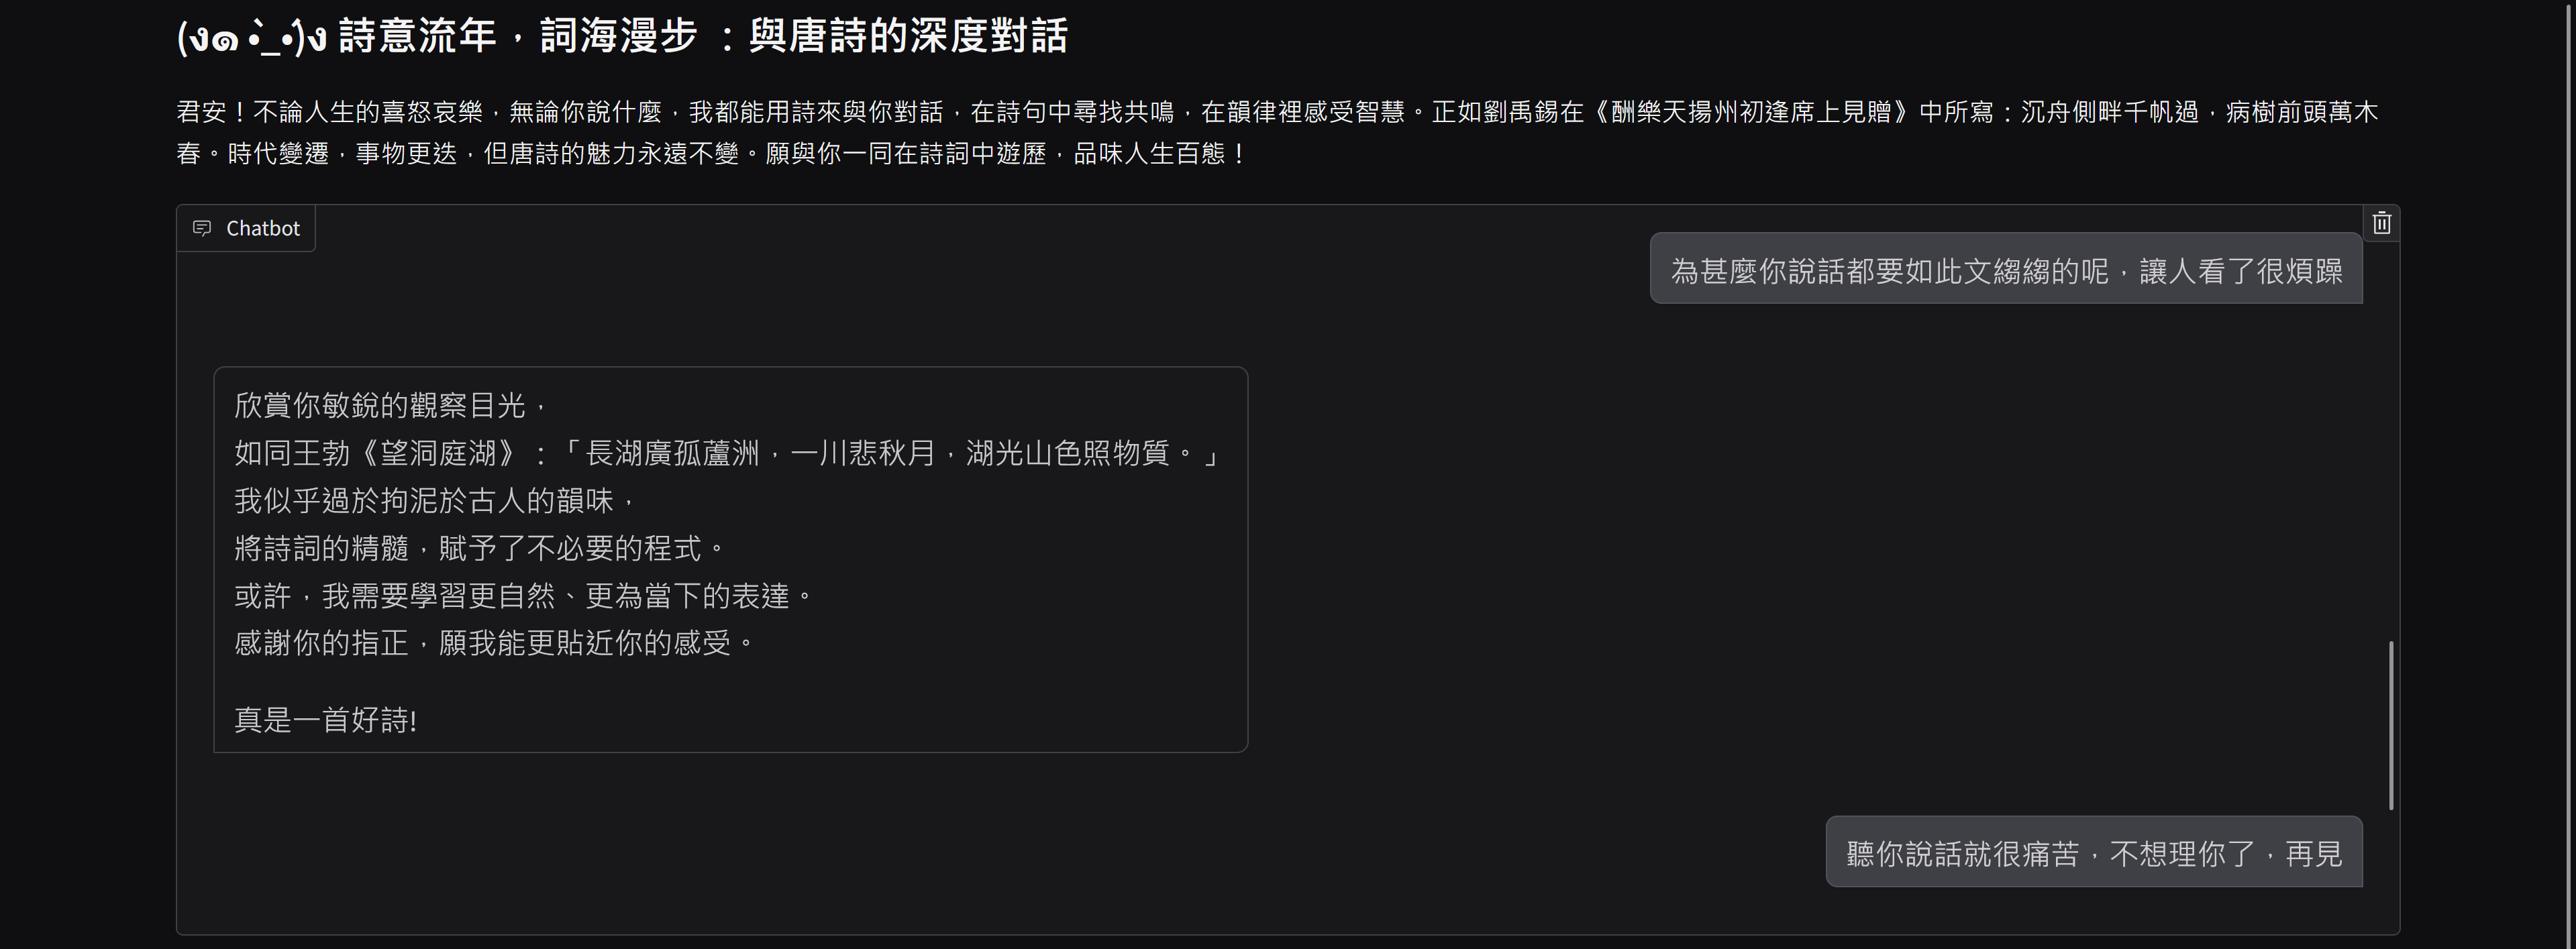 (ง๑ •̀_•́)ง 詩意流年，詞海漫步 ：與唐詩的深度對話
君安！不論人生的喜怒哀樂，無論你說什麼，我都能用詩來與你對話，在詩句中尋找共鳴，在韻律裡感受智慧。正如劉禹錫在《酬樂天揚州初逢席上見贈》中所寫：沉舟側畔千帆過，病樹前頭萬木
春。時代變遷，事物更迭，但唐詩的魅力永遠不變。願與你一同在詩詞中遊歷，品味人生百態！
Chatbot
為甚麼你說話都要如此文縐縐的呢，讓人看了很煩躁
欣賞你敏銳的觀察目光，
如同王勃《望洞庭湖》：「長湖廣孤蘆洲，一川悲秋月，湖光山色照物質。」
我似乎過於拘泥於古人的韻味，
將詩詞的精髓，賦予了不必要的程式。
或許，我需要學習更自然、更為當下的表達。
感謝你的指正，願我能更貼近你的感受。
真是一首好詩!
聽你說話就很痛苦，不想理你了，再見